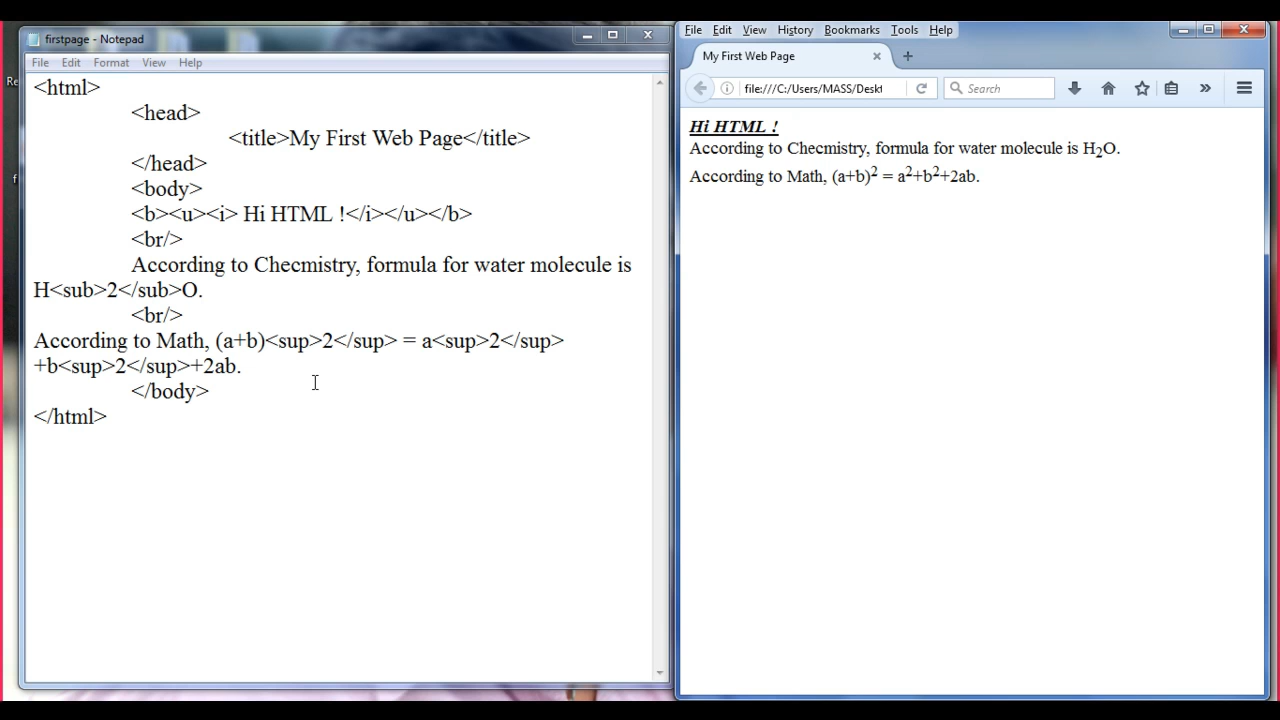 firstpage - Notepad
File Edit Format View Help
<html>
<head>
<title>My First Web Page</title>
</head>
<body>
<b><u><i> Hi HTML !</i></u></b>
<br/>
According to Checmistry, formula for water molecule is
H<sub>2</sub>O.
<br/>
According to Math, (a+b)<sup>2</sup> = a<sup>2</sup>
+b<sup>2</sup>+2ab.
</body>
</html>
File Edit View History Bookmarks Tools Help
My First Web Page
file:///C:/Users/MASS/Deskt
Search
Hi HTML !
According to Checmistry, formula for water molecule is H₂O.
According to Math, (a+b)² = a²+b²+2ab.